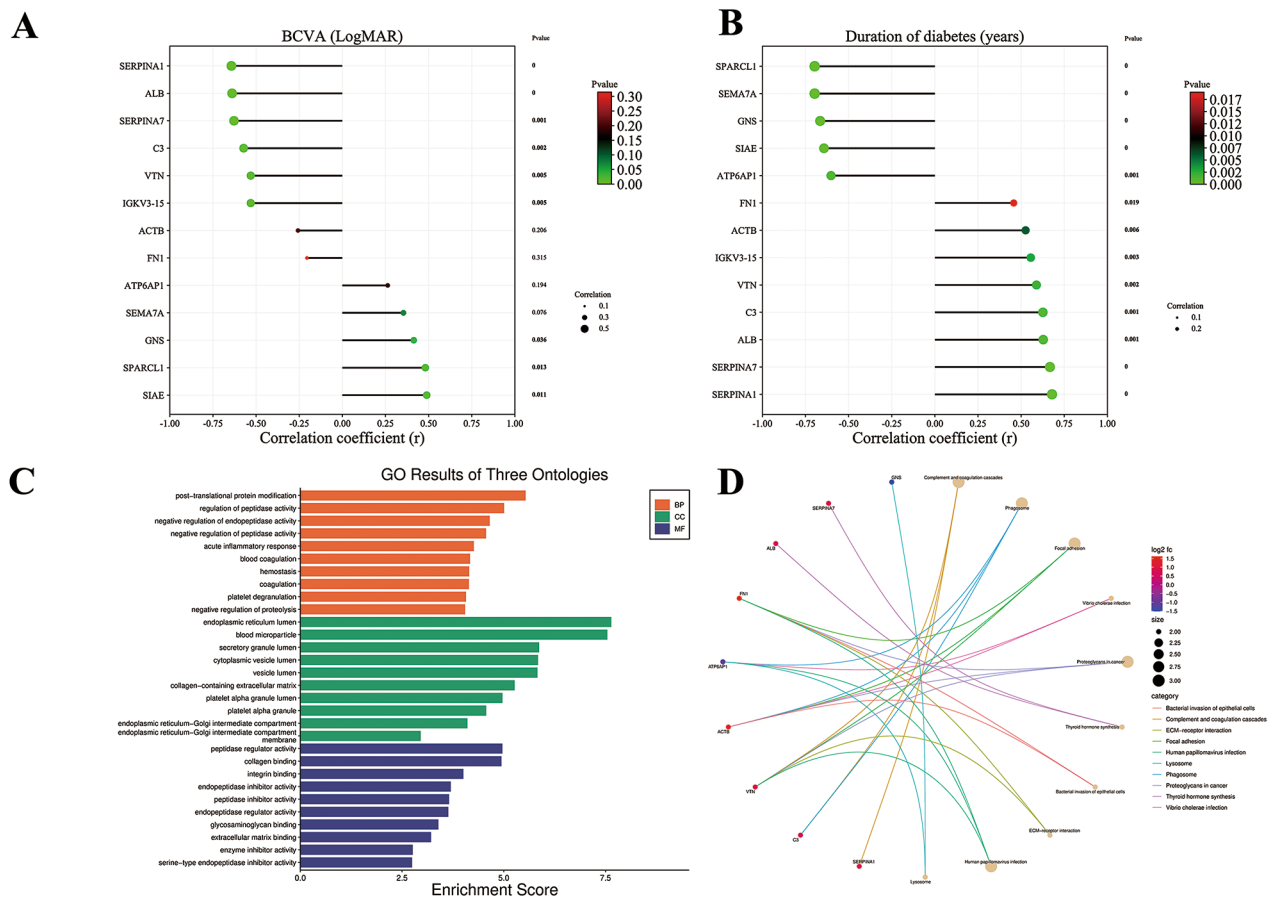 A
BCVA (LogMAR)
Pvalue
SERPINA1
0
ALB
0
SERPINA7
0.001
C3
0.002
VTN
0.005
IGKV3-15
0.005
ACTB
0.206
FN1
0.315
ATP6AP1
0.194
SEMA7A
0.076
GNS
0.036
SPARCL1
0.013
SIAE
0.011
-1.00 -0.75 -0.50 -0.25 0.00 0.25 0.50 0.75 1.00
Correlation coefficient (r)
Pvalue
0.30
0.25
0.20
0.15
0.10
0.05
0.00
Correlation
0.1
0.3
0.5
B
Duration of diabetes (years)
Pvalue
SPARCL1
0
SEMA7A
0
GNS
0
SIAE
0
ATP6AP1
0.001
FN1
0.019
ACTB
0.006
IGKV3-15
0.003
VTN
0.002
C3
0.001
ALB
0.001
SERPINA7
0
SERPINA1
0
-1.00 -0.75 -0.50 -0.25 0.00 0.25 0.50 0.75 1.00
Correlation coefficient (r)
Pvalue
0.017
0.015
0.012
0.010
0.007
0.005
0.002
0.000
Correlation
0.1
0.2
C
GO Results of Three Ontologies
post-translational protein modification
regulation of peptidase activity
negative regulation of endopeptidase activity
negative regulation of peptidase activity
acute inflammatory response
blood coagulation
hemostasis
coagulation
platelet degranulation
negative regulation of proteolysis
endoplasmic reticulum lumen
blood microparticle
secretory granule lumen
cytoplasmic vesicle lumen
vesicle lumen
collagen-containing extracellular matrix
platelet alpha granule lumen
platelet alpha granule
endoplasmic reticulum-Golgi intermediate compartment
endoplasmic reticulum-Golgi intermediate compartment
membrane
peptidase regulator activity
collagen binding
integrin binding
endopeptidase inhibitor activity
peptidase inhibitor activity
endopeptidase regulator activity
glycosaminoglycan binding
extracellular matrix binding
enzyme inhibitor activity
serine-type endopeptidase inhibitor activity
0.0 2.5 5.0 7.5
Enrichment Score
BP
CC
MF
D
GNS
Complement and coagulation cascades
SERPINA7
Phagosome
ALB
Focal adhesion
FN1
Vibrio cholerae infection
ATP6AP1
Proteoglycans in cancer
ACTB
Thyroid hormone synthesis
VTN
Bacterial invasion of epithelial cells
C3
ECM-receptor interaction
SERPINA1
Human papillomavirus infection
Lysosome
log2 fc
1.5
1.0
0.5
0.0
-0.5
-1.0
-1.5
size
2.00
2.25
2.50
2.75
3.00
category
Bacterial invasion of epithelial cells
Complement and coagulation cascades
ECM-receptor interaction
Focal adhesion
Human papillomavirus infection
Lysosome
Phagosome
Proteoglycans in cancer
Thyroid hormone synthesis
Vibrio cholerae infection